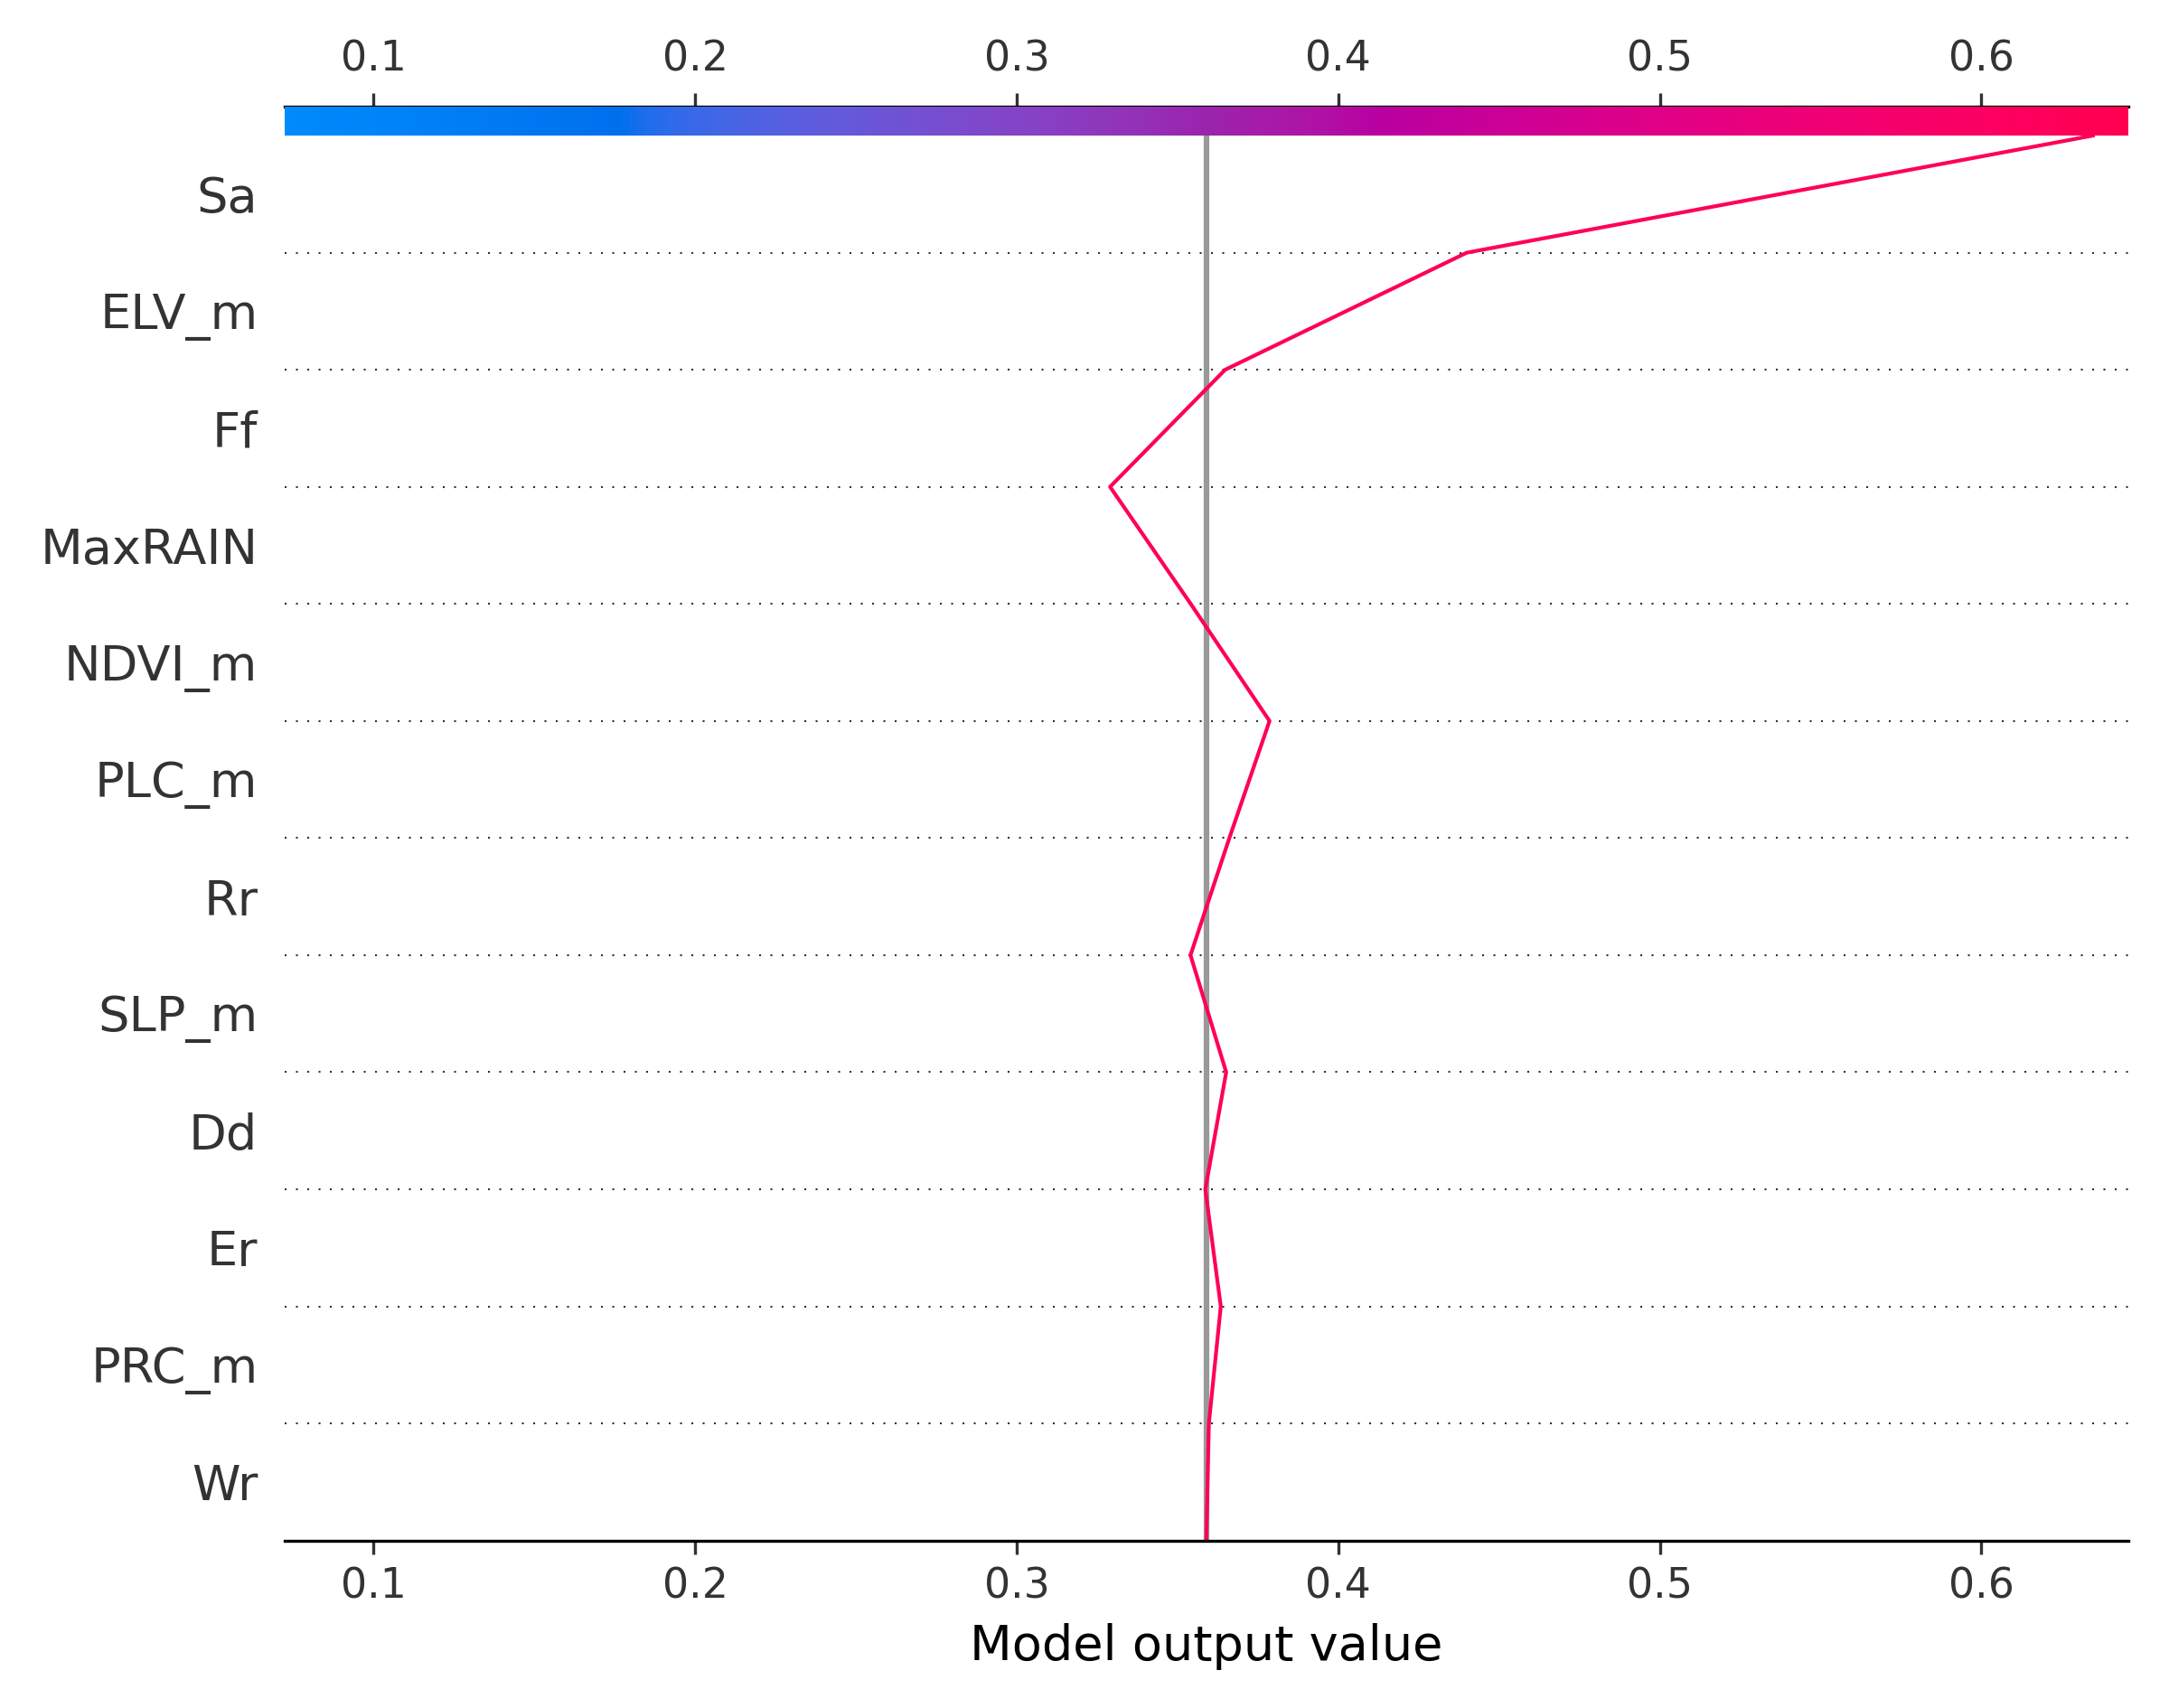 0.1 0.2 0.3 0.4 0.5 0.6
Sa
ELV_m
Ff
MaxRAIN
NDVI_m
PLC_m
Rr
SLP_m
Dd
Er
PRC_m
Wr
0.1 0.2 0.3 0.4 0.5 0.6
Model output value